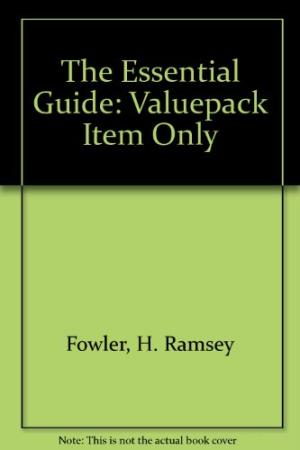 The Essential
Guide: Valuepack
Item Only
Fowler, H. Ramsey
Note: This is not the actual book cover